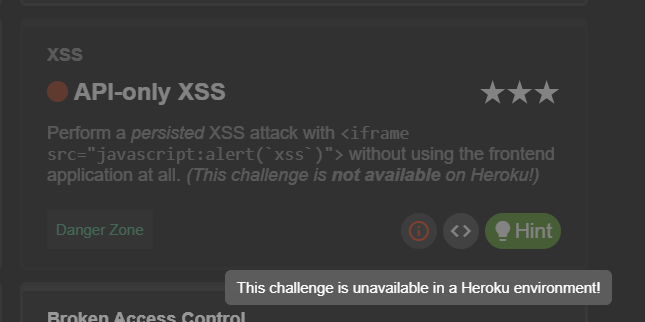 XSS
API-only XSS
Perform a persisted XSS attack with <iframe
src="javascript:alert(`xss`)"> without using the frontend
application at all. (This challenge is not available on Heroku!)
Danger Zone
<> Hint
This challenge is unavailable in a Heroku environment!
Broken Access Control